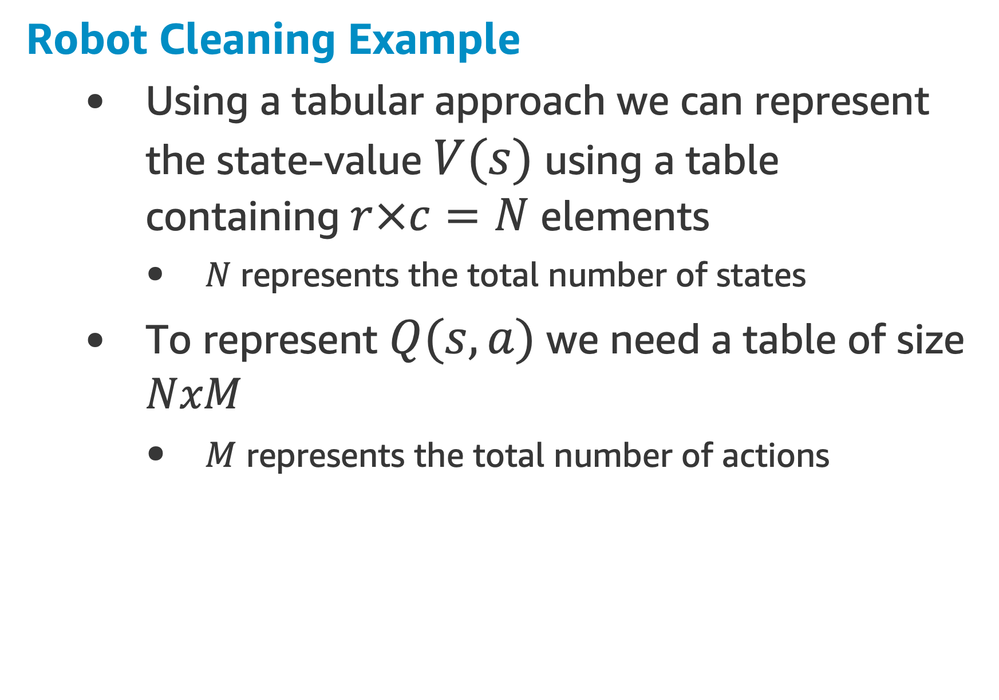 Robot Cleaning Example
• Using a tabular approach we can represent
the state-value V(s) using a table
containing r×c = N elements
• N represents the total number of states
• To represent Q(s, a) we need a table of size
NxM
• M represents the total number of actions